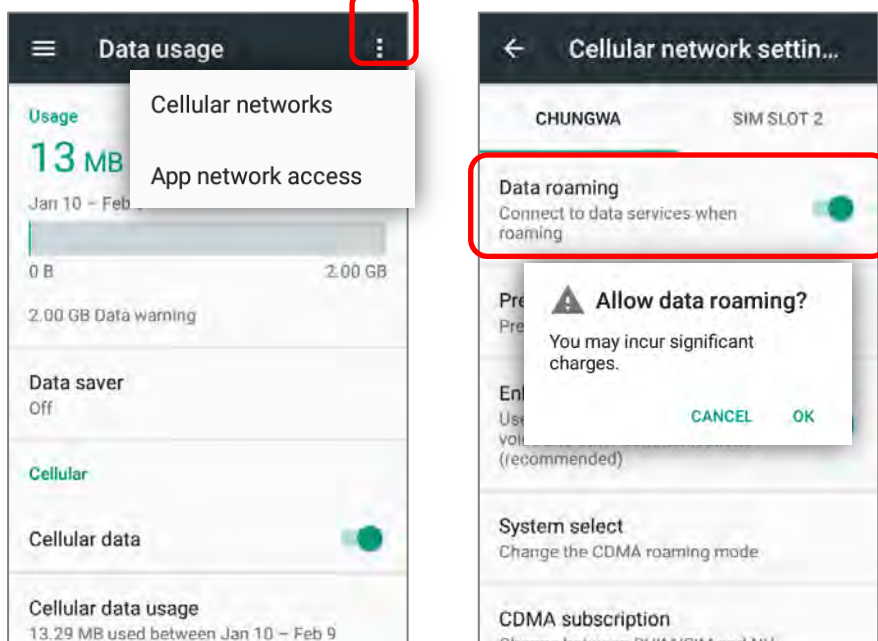 Data usage
Cellular networks
App network access
Usage
13 MB
Jan 10 – Feb
0 B
2.00 GB
2.00 GB Data warning
Data saver
Off
Cellular
Cellular data
Cellular data usage
13.29 MB used between Jan 10 – Feb 9
Cellular network settin...
CHUNGWA
SIM SLOT 2
Data roaming
Connect to data services when
roaming
Allow data roaming?
You may incur significant
charges.
CANCEL
OK
Pre
Pre
(recommended)
System select
Change the CDMA roaming mode
CDMA subscription